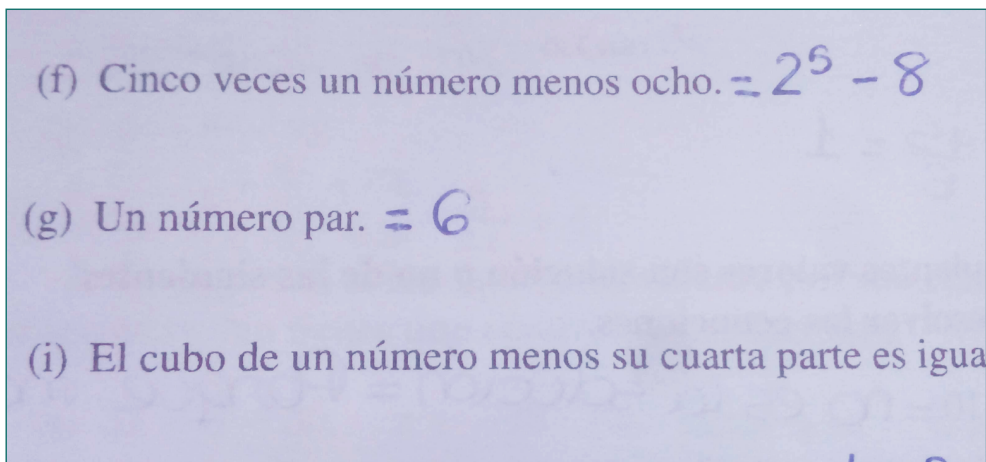 (f) Cinco veces un número menos ocho. = 2⁵ - 8
(g) Un número par. = 6
(i) El cubo de un número menos su cuarta parte es igua